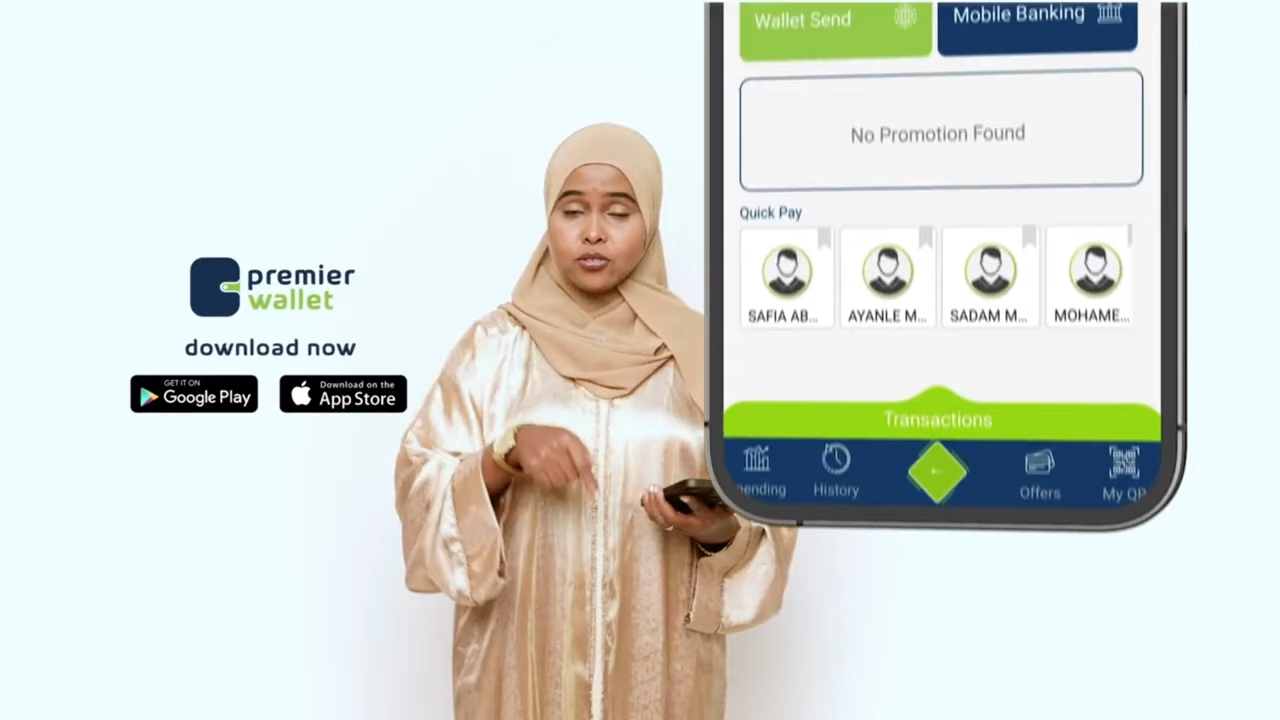 premier
wallet
download now
GET IT ON
Google Play
Download on the
App Store
Wallet Send
Mobile Banking
No Promotion Found
Quick Pay
SAFIA AB...
AYANLE M...
SADAM M...
MOHAME...
Transactions
ending
History
Offers
My QR